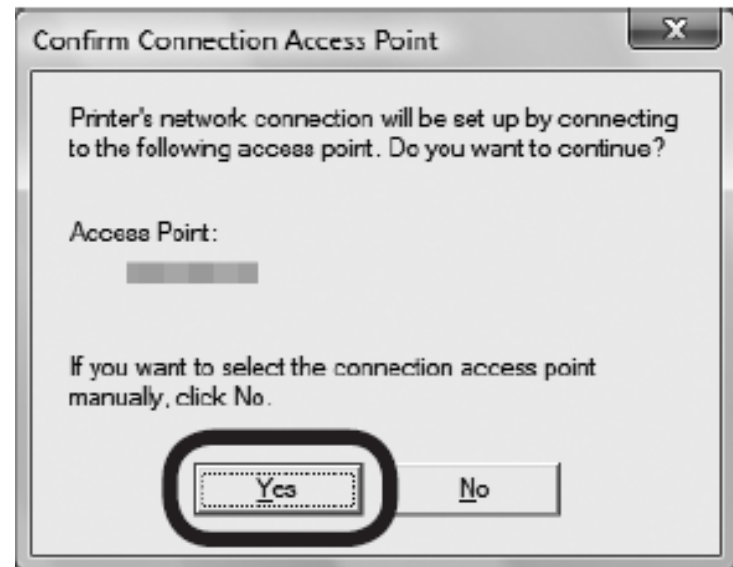 Confirm Connection Access Point
Printer's network connection will be set up by connecting
to the following access point. Do you want to continue?
Access Point:
If you want to select the connection access point
manually, click No.
Yes
No